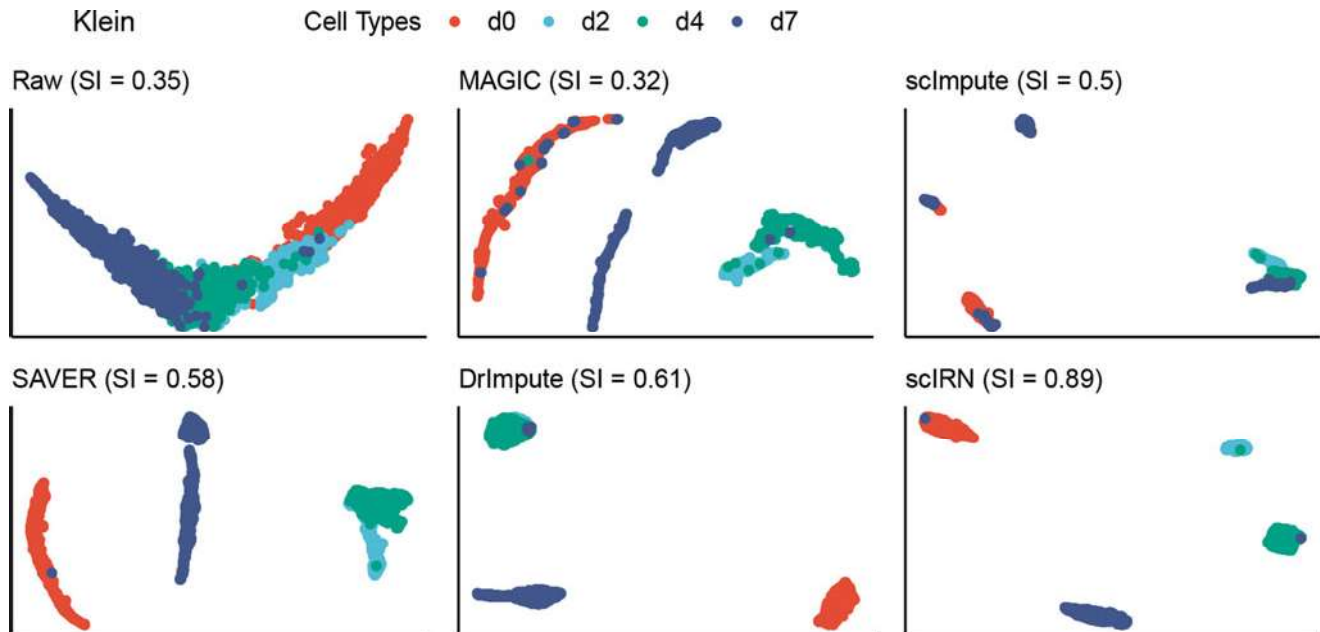 Klein Cell Types d0 d2 d4 d7
Raw (SI = 0.35) MAGIC (SI = 0.32) scImpute (SI = 0.5)
SAVER (SI = 0.58) DrImpute (SI = 0.61) scIRN (SI = 0.89)